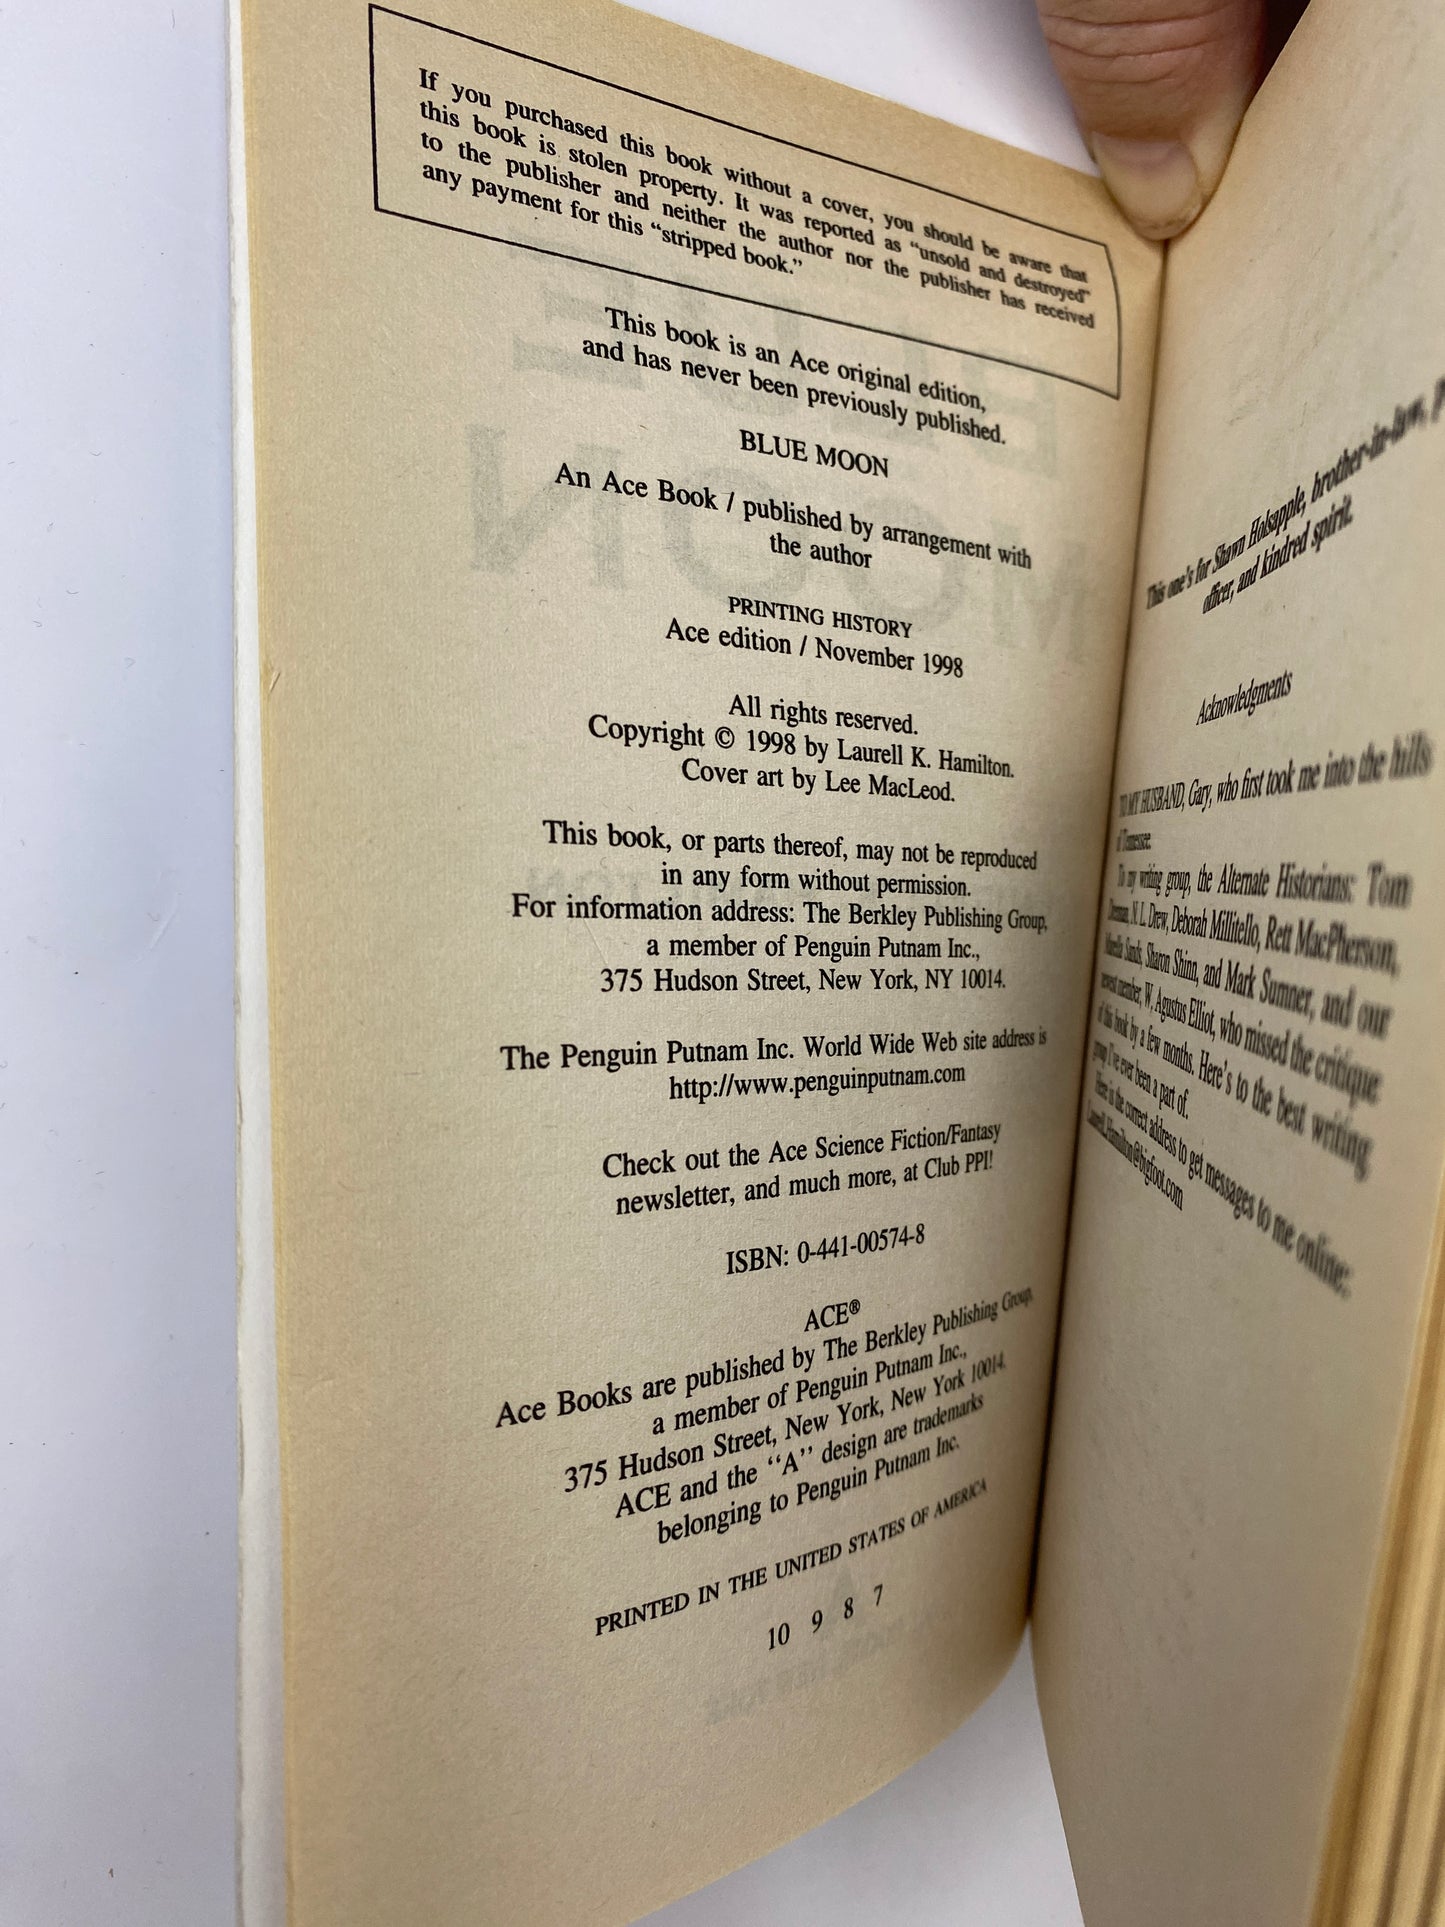 If you purchased this book without a cover, you should be aware that
this book is stolen property. It was reported as “unsold and destroyed”
to the publisher and neither the author nor the publisher has received
any payment for this “stripped book.”
This book is an Ace original edition,
and has never been previously published.
BLUE MOON
An Ace Book / published by arrangement with
the author
PRINTING HISTORY
Ace edition / November 1998
All rights reserved.
Copyright © 1998 by Laurell K. Hamilton.
Cover art by Lee MacLeod.
This book, or parts thereof, may not be reproduced
in any form without permission.
For information address: The Berkley Publishing Group,
a member of Penguin Putnam Inc.,
375 Hudson Street, New York, NY 10014.
The Penguin Putnam Inc. World Wide Web site address is
http://www.penguinputnam.com
Check out the Ace Science Fiction/Fantasy
newsletter, and much more, at Club PPI!
ISBN: 0-441-00574-8
ACE®
Ace Books are published by The Berkley Publishing Group,
a member of Penguin Putnam Inc.,
375 Hudson Street, New York, New York 10014.
ACE and the ‘‘A’’ design are trademarks
belonging to Penguin Putnam Inc.
PRINTED IN THE UNITED STATES OF AMERICA
10 9 8 7
This one's for Shawn Holsapple, brother-in-law,
officer, and kindred spirit.
Acknowledgments
TO MY HUSBAND, Gary, who first took me into the hills
of Tennessee.
To my writing group, the Alternate Historians: Tom
Drennan, N. L. Drew, Deborah Millitello, Rett MacPherson,
Marella Sands, Sharon Shinn, and Mark Sumner, and our
newest member, W. Agustus Elliot, who missed the critique
of this book by a few months. Here's to the best writing
group I've ever been a part of.
Here is the correct address to get messages to me online:
LaurellHamilton@bigfoot.com